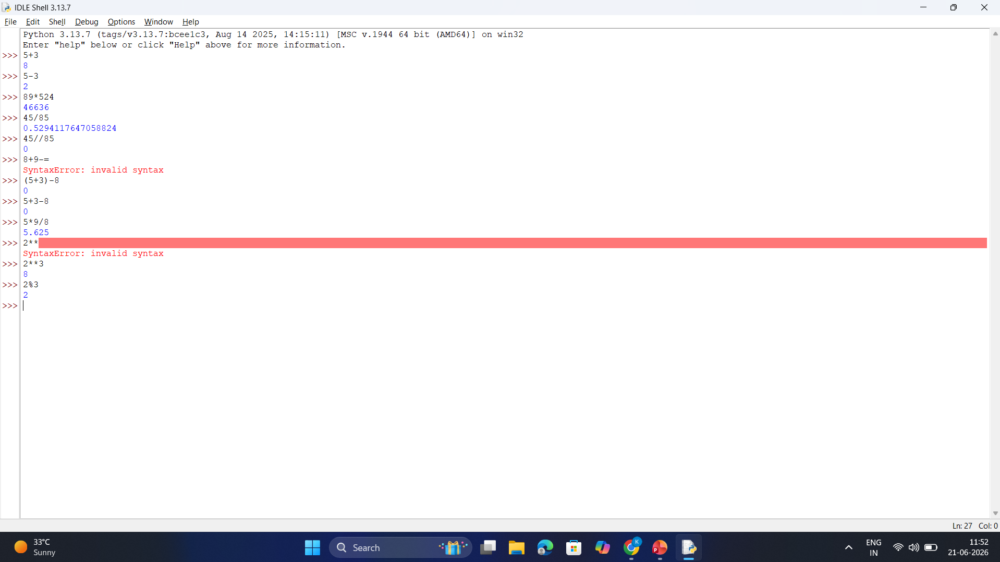 IDLE Shell 3.13.7
File Edit Shell Debug Options Window Help
Python 3.13.7 (tags/v3.13.7:bcee1c3, Aug 14 2025, 14:15:11) [MSC v.1944 64 bit (AMD64)] on win32
Enter "help" below or click "Help" above for more information.
>>> 5+3
8
>>> 5-3
2
>>> 89*524
46636
>>> 45/85
0.5294117647058824
>>> 45//85
0
>>> 8+9-=
SyntaxError: invalid syntax
>>> (5+3)-8
0
>>> 5+3-8
0
>>> 5*9/8
5.625
>>> 2**
SyntaxError: invalid syntax
>>> 2**3
8
>>> 2%3
2
>>>
Ln: 27 Col: 0
33°C
Sunny
Search
K
P
ENG
IN
11:52
21-06-2026